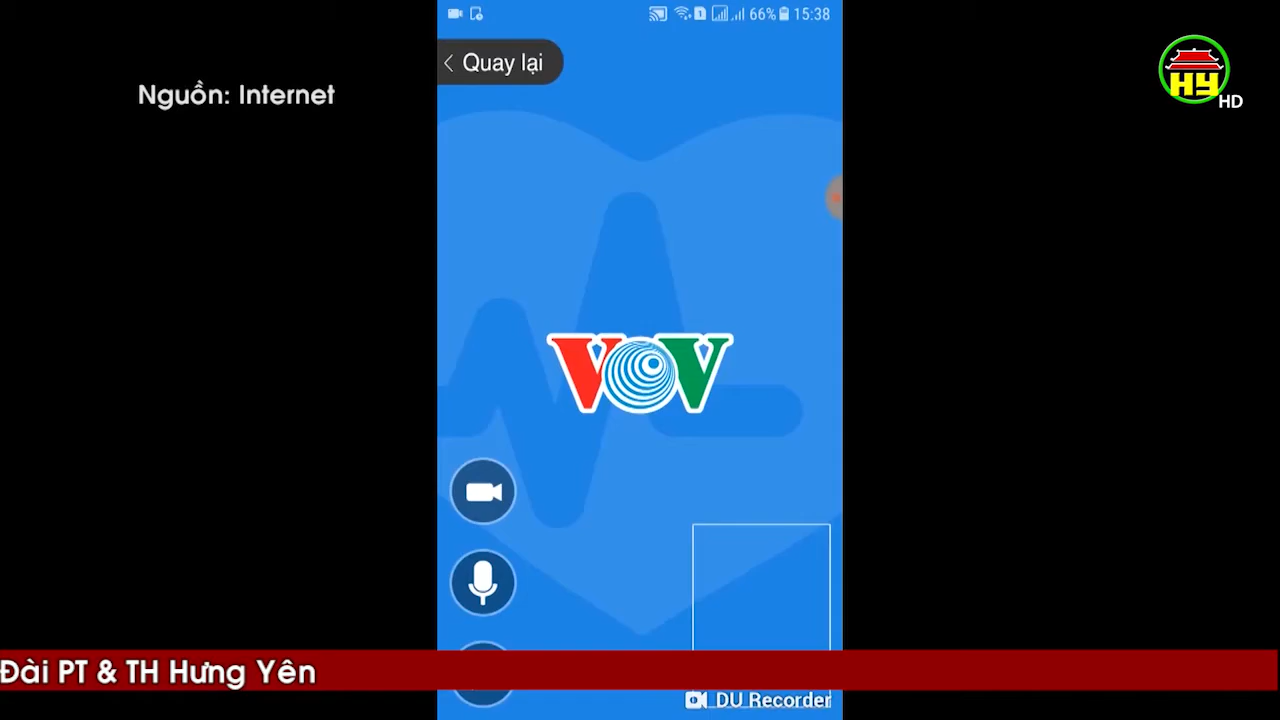 66% 15:38
Quay lại
Nguồn: Internet
HY
HD
VOV
Đài PT & TH Hưng Yên
DU Recorder